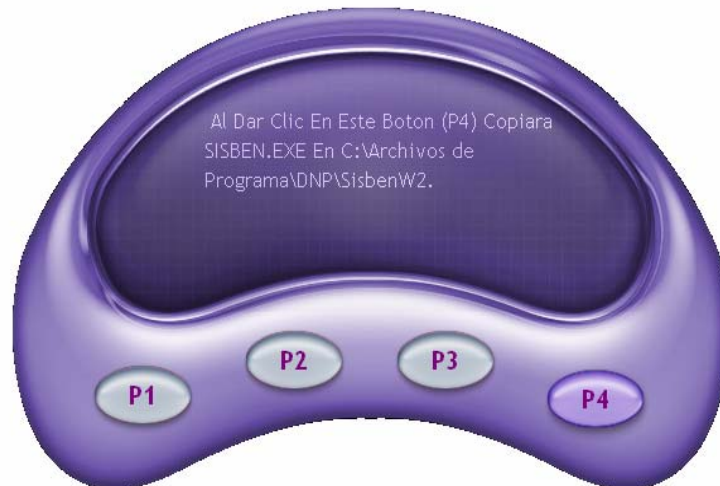 Al Dar Clic En Este Boton (P4) Copiara
SISBEN.EXE En C:\Archivos de
Programa\DNP\SisbenW2.
P1
P2
P3
P4